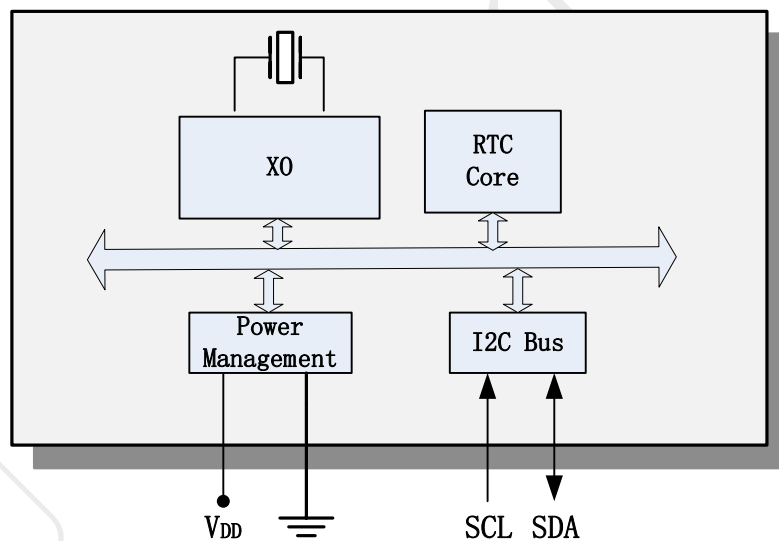 XO
RTC
Core
Power
Management
I2C Bus
VDD
SCL SDA